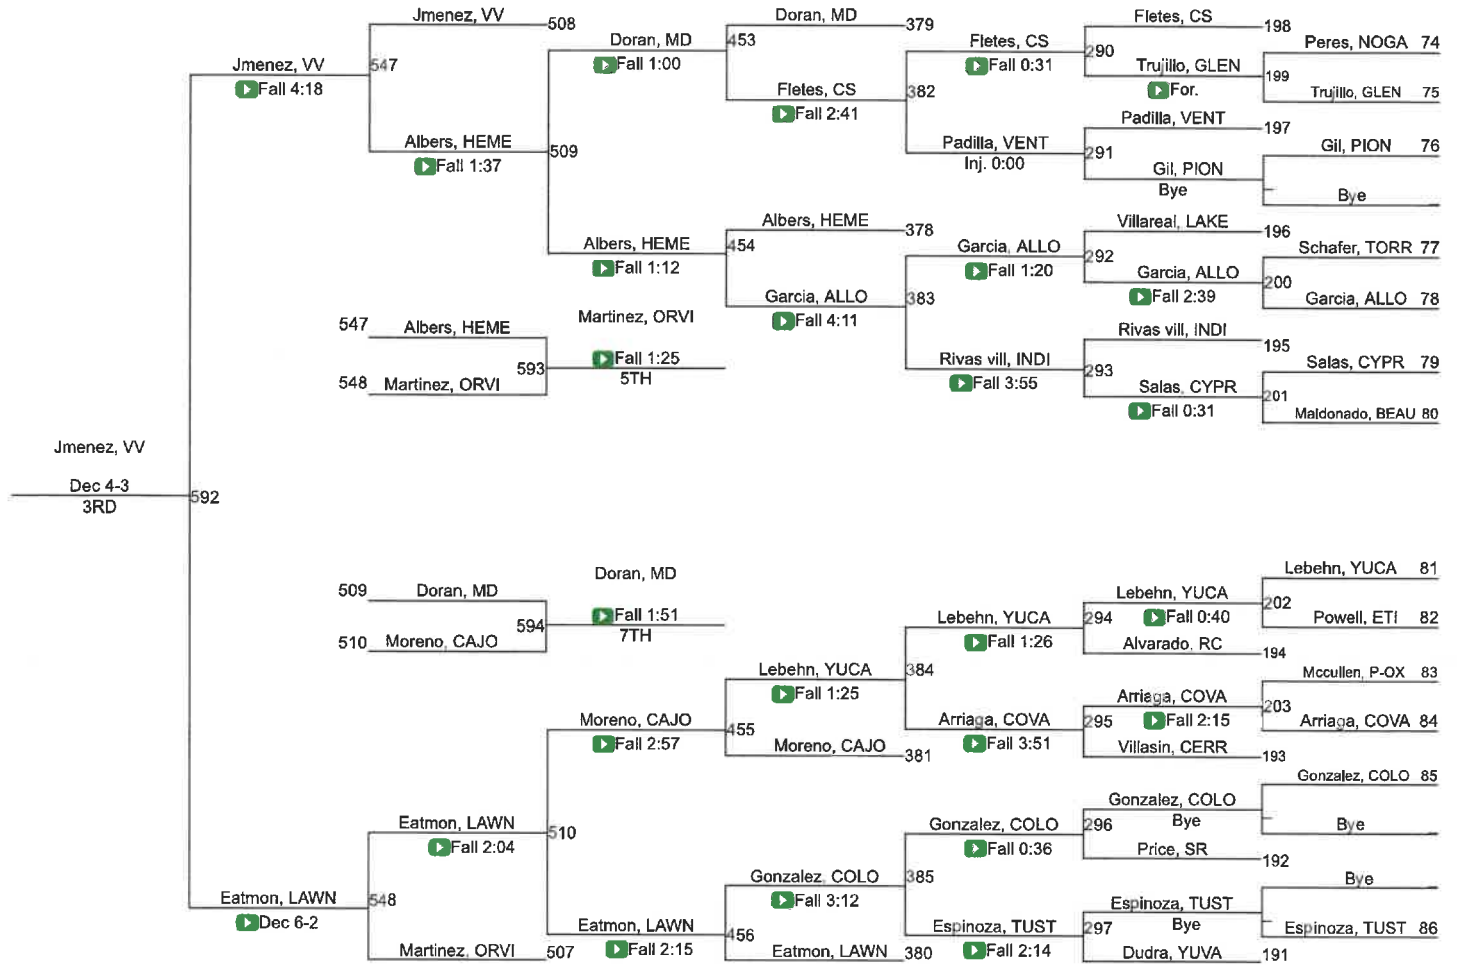 Jmenez, VV 508 Doran, MD 379 Fletes, CS 198
Doran, MD 453 Fletes, CS 290 Peres, NOGA 74
Jmenez, VV 547 Fall 1:00 Fall 0:31 Trujillo, GLEN 199
Fall 4:18 Fletes, CS 382 For. Trujillo, GLEN 75
Fall 2:41 Padilla, VENT 197
Albers, HEME 509 Padilla, VENT 291 Gil, PION 76
Fall 1:37 Inj. 0:00 Gil, PION
Bye Bye
Albers, HEME 378 Villareal, LAKE 196
Albers, HEME 454 Garcia, ALLO 292 Schafer, TORR 77
Fall 1:12 Fall 1:20 Garcia, ALLO 200
Garcia, ALLO 383 Fall 2:39 Garcia, ALLO 78
547 Albers, HEME Martinez, ORVI Fall 4:11 Rivas vill, INDI 195
Fall 1:25 Rivas vill, INDI 293 Salas, CYPR 79
548 Martinez, ORVI 593 5TH Fall 3:55 Salas, CYPR 201
Fall 0:31 Maldonado, BEAU 80
Jmenez, VV
Dec 4-3 592
3RD
Doran, MD Lebehn, YUCA 81
509 Doran, MD Lebehn, YUCA 202
Fall 1:51 Lebehn, YUCA 294 Fall 0:40 Powell, ETI 82
510 Moreno, CAJO 594 7TH Fall 1:26 Alvarado, RC 194
Lebehn, YUCA 384 Mccullen, P-OX 83
Fall 1:25 Arriaga, COVA 203
Moreno, CAJO 455 Arriaga, COVA 295 Fall 2:15 Arriaga, COVA 84
Fall 2:57 Moreno, CAJO 381 Fall 3:51 Villasin, CERR 193
Gonzalez, COLO 85
Gonzalez, COLO
Eatmon, LAWN 510 Gonzalez, COLO 296 Bye Bye
Fall 2:04 Fall 0:36 Price, SR 192
Gonzalez, COLO 385 Bye
Eatmon, LAWN 548 Fall 3:12 Espinoza, TUST
Dec 6-2 Eatmon, LAWN 456 Espinoza, TUST 297 Bye Espinoza, TUST 86
Martinez, ORVI 507 Fall 2:15 Eatmon, LAWN 380 Fall 2:14 Dudra, YUVA 191